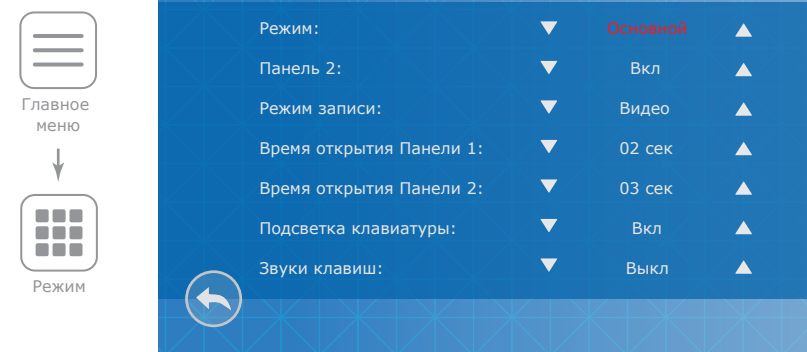 Главное
меню
Режим
Режим: Основной
Панель 2: Вкл
Режим записи: Видео
Время открытия Панели 1: 02 сек
Время открытия Панели 2: 03 сек
Подсветка клавиатуры: Вкл
Звуки клавиш: Выкл